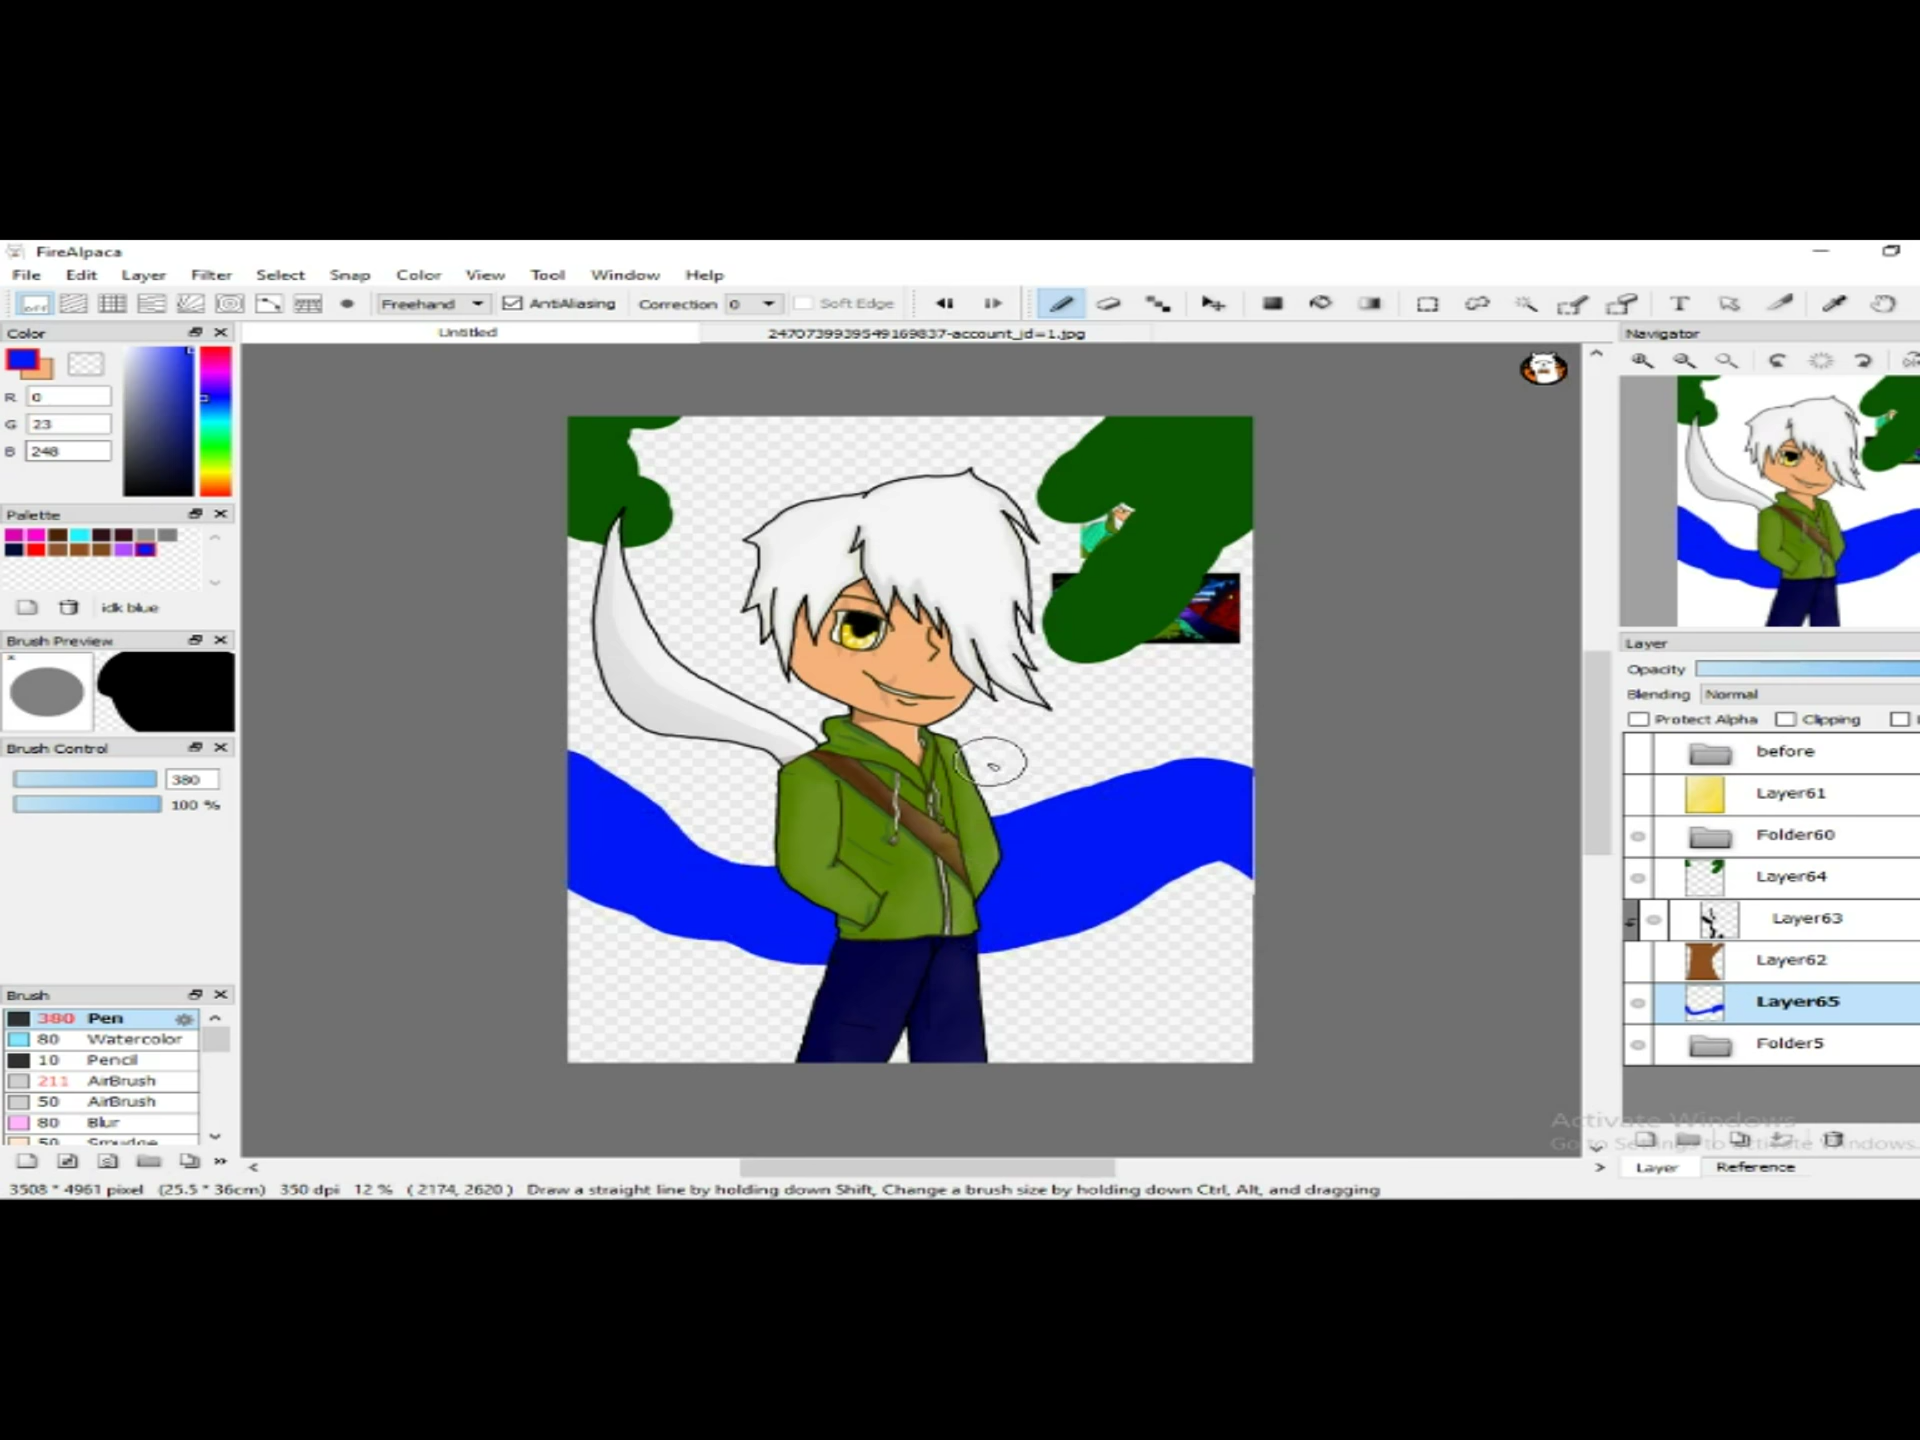 FireAlpaca
File Edit Layer Filter Select Snap Color View Tool Window Help
OFF Freehand AntiAliasing Correction 0 Soft Edge T
Color
Untitled
2470739939549169837-account_id=1.jpg
Navigator
R 0
G 23
B 248
Palette
idk blue
Brush Preview
Brush Control
380
100 %
Brush
380 Pen
80 Watercolor
10 Pencil
211 AirBrush
50 AirBrush
80 Blur
50 Smudge
Layer
Opacity
Blending Normal
Protect Alpha Clipping
before
Layer61
Folder60
Layer64
Layer63
Layer62
Layer65
Folder5
Activate Windows
Go to Settings to activate Windows.
Layer Reference
3508 * 4961 pixel (25.5 * 36cm) 350 dpi 12 % ( 2174, 2620 ) Draw a straight line by holding down Shift, Change a brush size by holding down Ctrl, Alt, and dragging